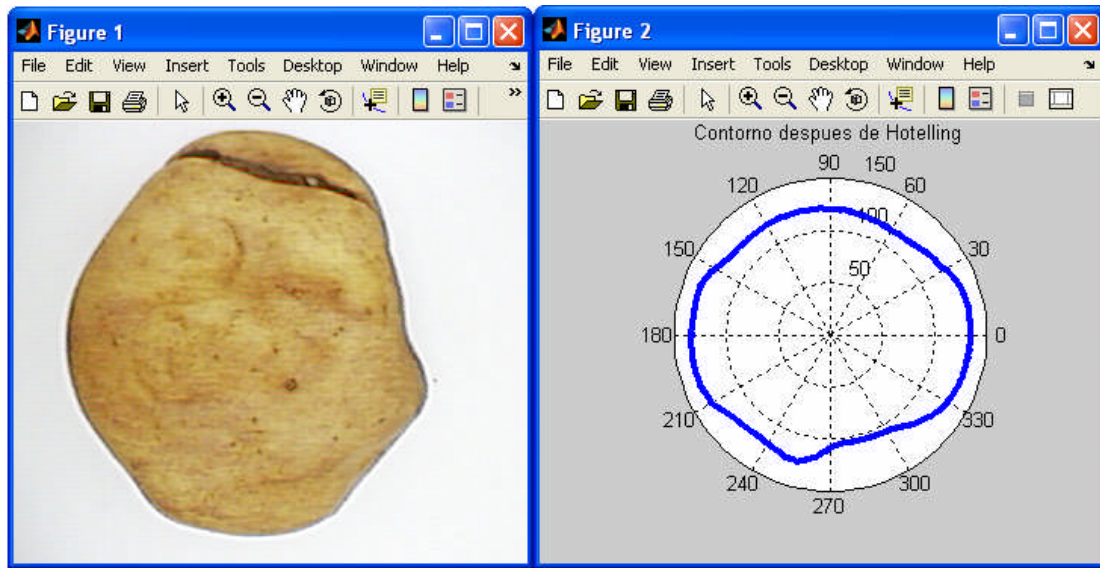 Figure 1
File Edit View Insert Tools Desktop Window Help
Figure 2
File Edit View Insert Tools Desktop Window Help
Contorno despues de Hotelling
90 150
120 60
100
150 30
50
180 0
210 330
240 300
270